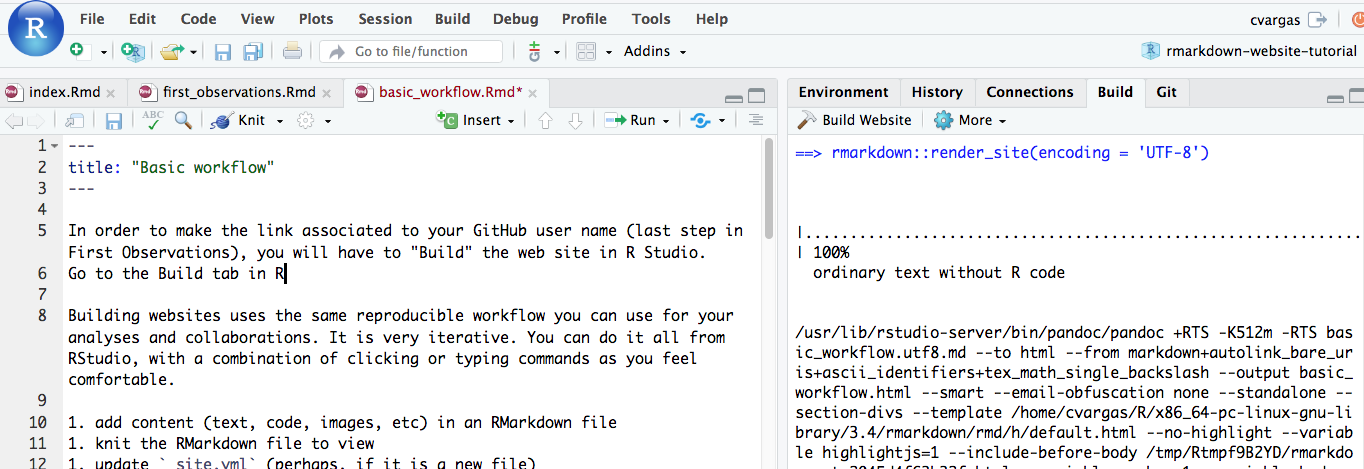 R
File Edit Code View Plots Session Build Debug Profile Tools Help
cvargas
Go to file/function
Addins
rmarkdown-website-tutorial
index.Rmd
first_observations.Rmd
basic_workflow.Rmd*
ABC
Knit
Insert
Run
1 ---
2 title: "Basic workflow"
3 ---
4
5 In order to make the link associated to your GitHub user name (last step in
First Observations), you will have to "Build" the web site in R Studio.
6 Go to the Build tab in R
7
8 Building websites uses the same reproducible workflow you can use for your
analyses and collaborations. It is very iterative. You can do it all from
RStudio, with a combination of clicking or typing commands as you feel
comfortable.
9
10 1. add content (text, code, images, etc) in an RMarkdown file
11 1. knit the RMarkdown file to view
12 1. update `_site.yml` (perhaps, if it is a new file)
Environment History Connections Build Git
Build Website More
==> rmarkdown::render_site(encoding = 'UTF-8')
|................................................................
| 100%
ordinary text without R code
/usr/lib/rstudio-server/bin/pandoc/pandoc +RTS -K512m -RTS bas
ic_workflow.utf8.md --to html --from markdown+autolink_bare_ur
is+ascii_identifiers+tex_math_single_backslash --output basic_
workflow.html --smart --email-obfuscation none --standalone --
section-divs --template /home/cvargas/R/x86_64-pc-linux-gnu-li
brary/3.4/rmarkdown/rmd/h/default.html --no-highlight --variab
le highlightjs=1 --include-before-body /tmp/Rtmpf9B2YD/rmarkdo